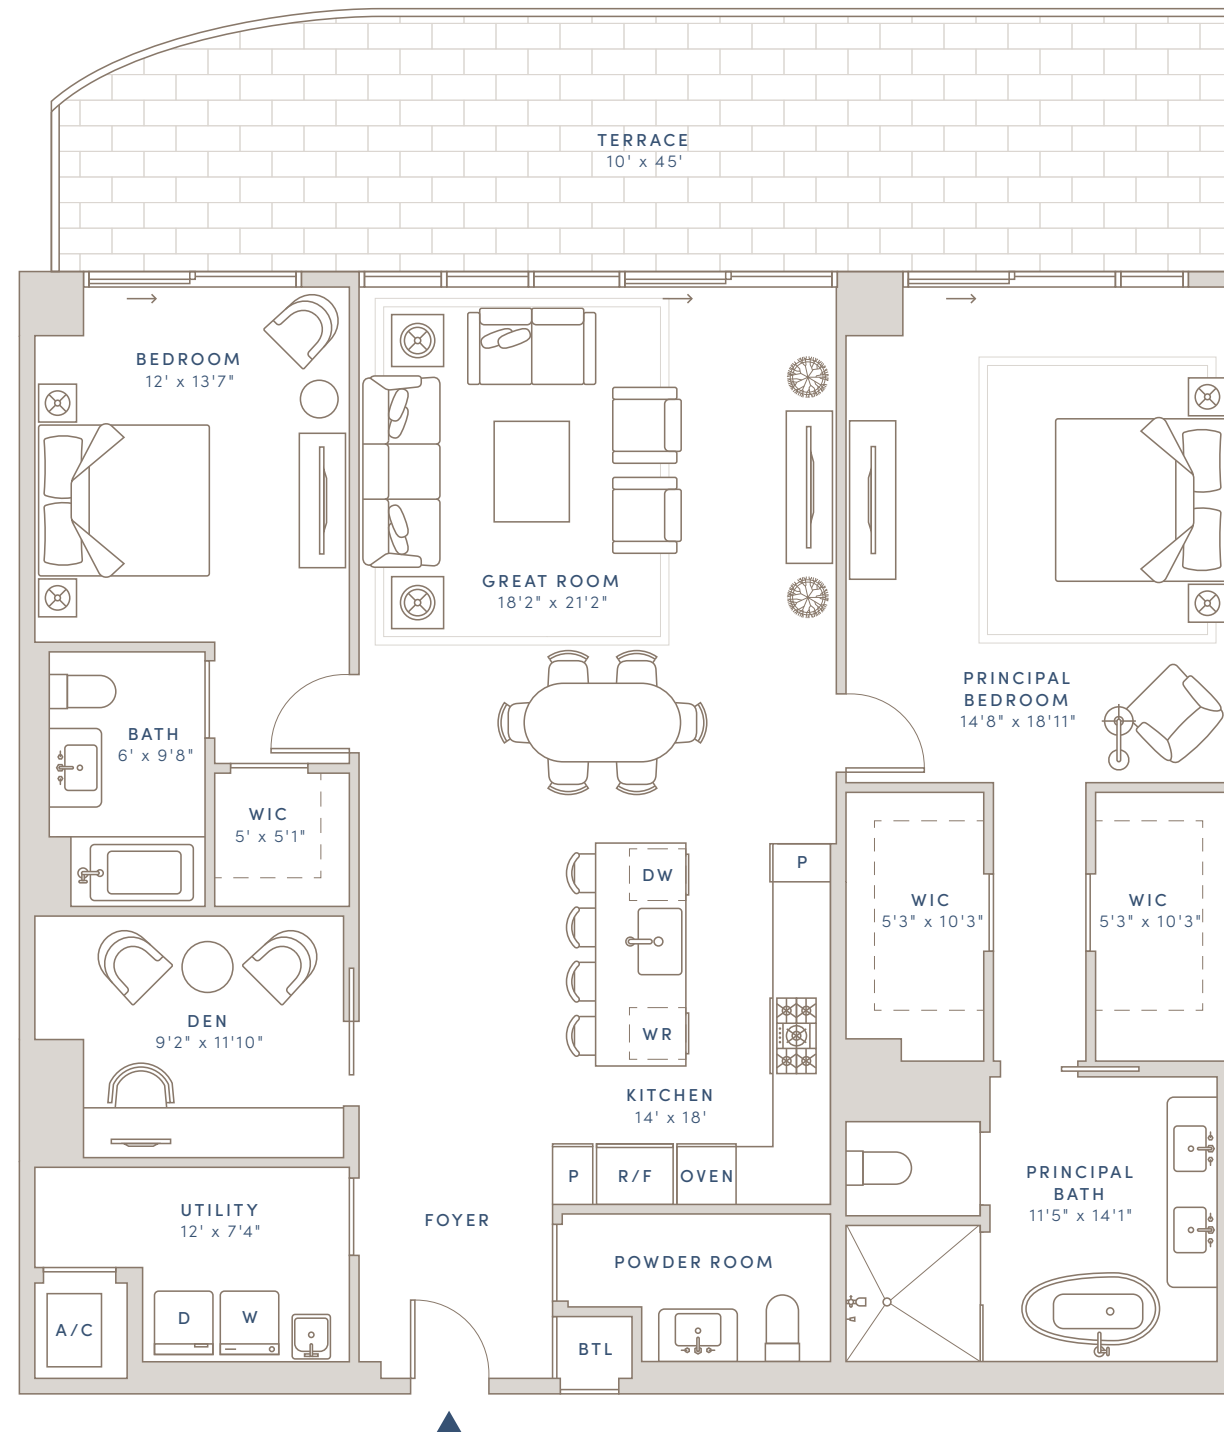 TERRACE
10' x 45'
BEDROOM
12' x 13'7"
GREAT ROOM
18'2" x 21'2"
PRINCIPAL
BEDROOM
14'8" x 18'11"
BATH
6' x 9'8"
WIC
5' x 5'1"
DW
P
WIC
5'3" x 10'3"
WIC
5'3" x 10'3"
DEN
9'2" x 11'10"
WR
KITCHEN
14' x 18'
P
R/F
OVEN
PRINCIPAL
BATH
11'5" x 14'1"
UTILITY
12' x 7'4"
FOYER
POWDER ROOM
A/C
D
W
BTL